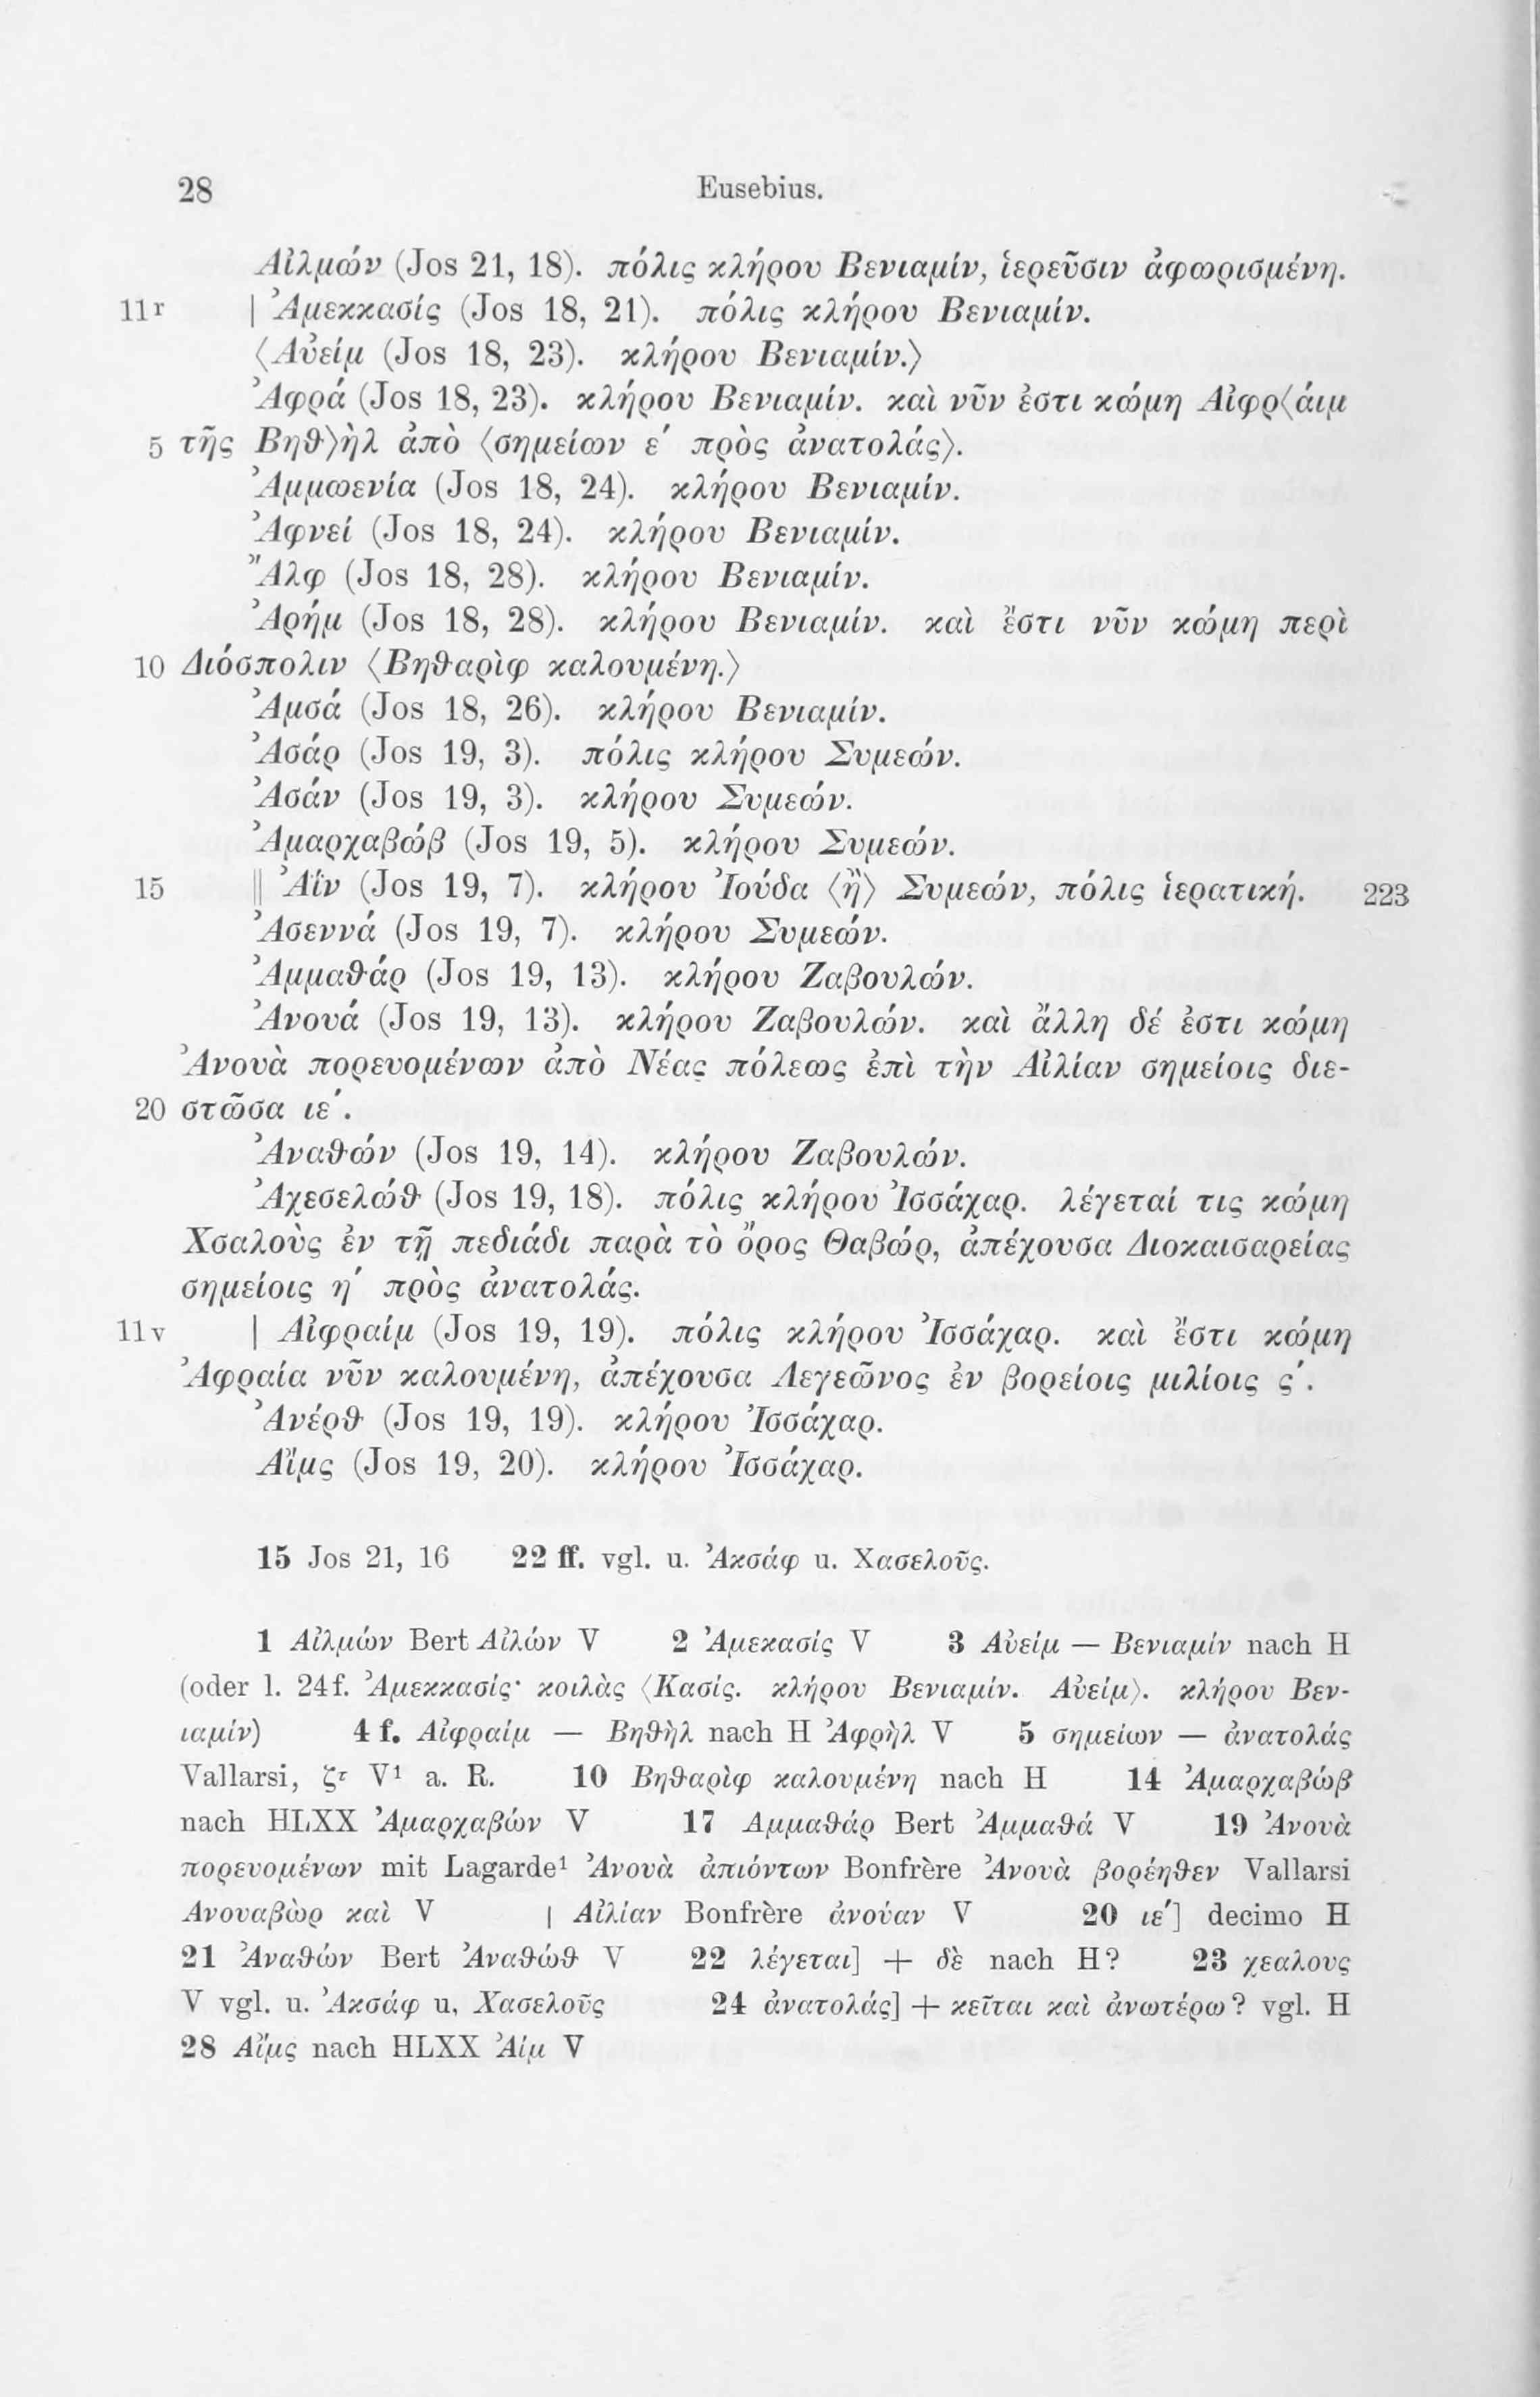 28 Eusebius.
Αἰλμών (Jos 21, 18). πόλις κλήρου Βενιαμίν, ἱερεῦσιν ἀφωρισμένη.
11r | Ἀμεκκασίς (Jos 18, 21). πόλις κλήρου Βενιαμίν.
⟨Αὐείμ (Jos 18, 23). κλήρου Βενιαμίν.⟩
Ἀφρά (Jos 18, 23). κλήρου Βενιαμίν. καὶ νῦν ἐστι κώμη Αἰφρ⟨άιμ
5 τῆς Βηθ⟩ὴλ ἀπὸ ⟨σημείων ε′ πρὸς ἀνατολάς⟩.
Ἀμμωενία (Jos 18, 24). κλήρου Βενιαμίν.
Ἀφνεί (Jos 18, 24). κλήρου Βενιαμίν.
Ἄλφ (Jos 18, 28). κλήρου Βενιαμίν.
Ἀρήμ (Jos 18, 28). κλήρου Βενιαμίν. καὶ ἔστι νῦν κώμη περὶ
10 Διόσπολιν ⟨Βηθαρὶφ καλουμένη.⟩
Ἀμσά (Jos 18, 26). κλήρου Βενιαμίν.
Ἀσάρ (Jos 19, 3). πόλις κλήρου Συμεών.
Ἀσάν (Jos 19, 3). κλήρου Συμεών.
Ἀμαρχαβώβ (Jos 19, 5). κλήρου Συμεών.
15 || Ἀΐν (Jos 19, 7). κλήρου Ἰούδα ⟨ἢ⟩ Συμεών, πόλις ἱερατική. 223
Ἀσεννά (Jos 19, 7). κλήρου Συμεών.
Ἀμμαθάρ (Jos 19, 13). κλήρου Ζαβουλών.
Ἀνουά (Jos 19, 13). κλήρου Ζαβουλών. καὶ ἄλλη δέ ἐστι κώμη
Ἀνουὰ πορευομένων ἀπὸ Νέας πόλεως ἐπὶ τὴν Αἰλίαν σημείοις διε-
20 στῶσα ιε′.
Ἀναθών (Jos 19, 14). κλήρου Ζαβουλών.
Ἀχεσελώθ (Jos 19, 18). πόλις κλήρου Ἰσσάχαρ. λέγεταί τις κώμη
Χσαλοὺς ἐν τῇ πεδιάδι παρὰ τὸ ὄρος Θαβώρ, ἀπέχουσα Διοκαισαρείας
σημείοις η′ πρὸς ἀνατολάς.
11v | Αἰφραίμ (Jos 19, 19). πόλις κλήρου Ἰσσάχαρ. καὶ ἔστι κώμη
Ἀφραία νῦν καλουμένη, ἀπέχουσα Λεγεῶνος ἐν βορείοις μιλίοις ς′.
Ἀνέρθ (Jos 19, 19). κλήρου Ἰσσάχαρ.
Αἴμς (Jos 19, 20). κλήρου Ἰσσάχαρ.
15 Jos 21, 16 22 ff. vgl. u. Ἀκσάφ u. Χασελοῦς.
1 Αἰλμών Bert Αἰλών V 2 Ἀμεκασίς V 3 Αὐείμ — Βενιαμίν nach H
(oder l. 24f. Ἀμεκκασίς· κοιλὰς ⟨Κασίς. κλήρου Βενιαμίν. Αὐείμ⟩. κλήρου Βεν-
ιαμίν) 4 f. Αἰφραίμ — Βηθὴλ nach H Ἀφρὴλ V 5 σημείων — ἀνατολάς
Vallarsi, ζʳ V¹ a. R. 10 Βηθαρὶφ καλουμένη nach H 14 Ἀμαρχαβώβ
nach HLXX Ἀμαρχαβών V 17 Αμμαθάρ Bert Ἀμμαθά V 19 Ἀνουὰ
πορευομένων mit Lagarde¹ Ἀνουὰ ἀπιόντων Bonfrère Ἀνουὰ βορέηθεν Vallarsi
Ανουαβὼρ καὶ V | Αἰλίαν Bonfrère ἀνούαν V 20 ιε′] decimo H
21 Ἀναθών Bert Ἀναθώθ V 22 λέγεται] + δὲ nach H? 23 χεαλους
V vgl. u. Ἀκσάφ u. Χασελοῦς 24 ἀνατολάς] + κεῖται καὶ ἀνωτέρω? vgl. H
28 Αἴμς nach HLXX Ἀίμ V